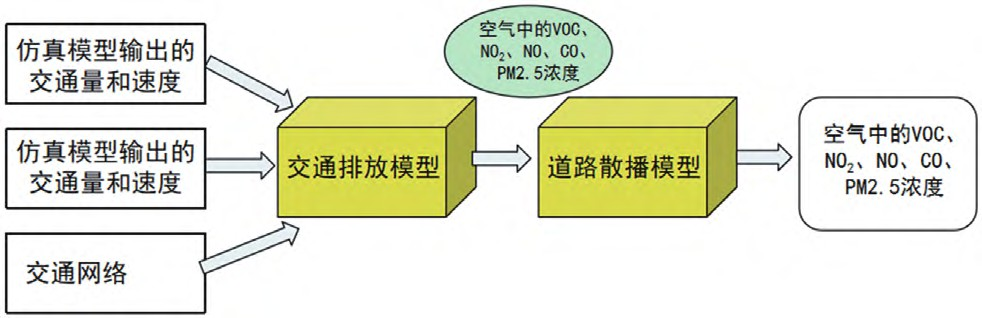 仿真模型输出的
交通量和速度
仿真模型输出的
交通量和速度
交通网络
交通排放模型
空气中的VOC、
NO₂、NO、CO、
PM2.5浓度
道路散播模型
空气中的VOC、
NO₂、NO、CO、
PM2.5浓度